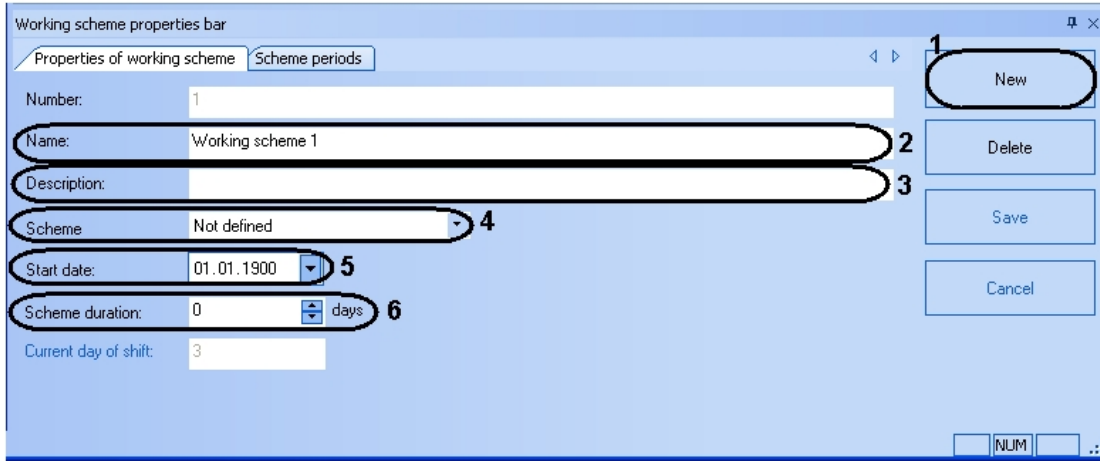 Working scheme properties bar
Properties of working scheme Scheme periods
1
New
Number: 1
Name: Working scheme 1 2
Delete
Description: 3
Scheme Not defined 4
Save
Start date: 01.01.1900 5
Cancel
Scheme duration: 0 days 6
Current day of shift: 3
NUM